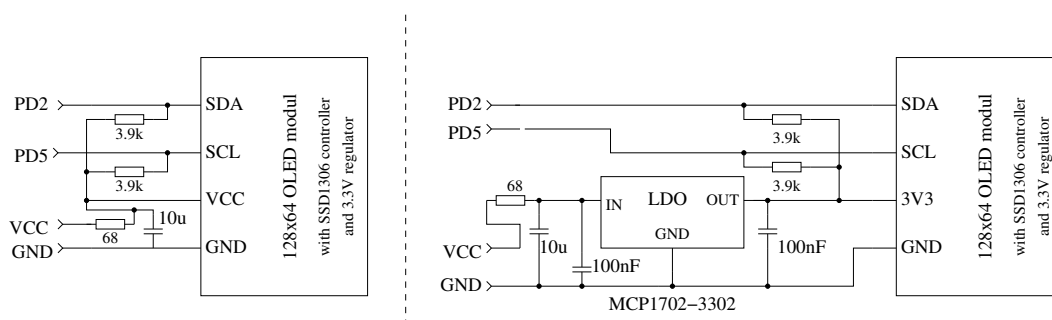 PD2
SDA
3.9k
PD5
SCL
3.9k
VCC
VCC
10u
68
GND
GND
128x64 OLED modul
with SSD1306 controller
and 3.3V regulator
PD2
SDA
PD5
3.9k
SCL
3.9k
68
IN
LDO
OUT
3V3
GND
VCC
10u
100nF
100nF
GND
GND
MCP1702−3302
128x64 OLED modul
with SSD1306 controller
and 3.3V regulator